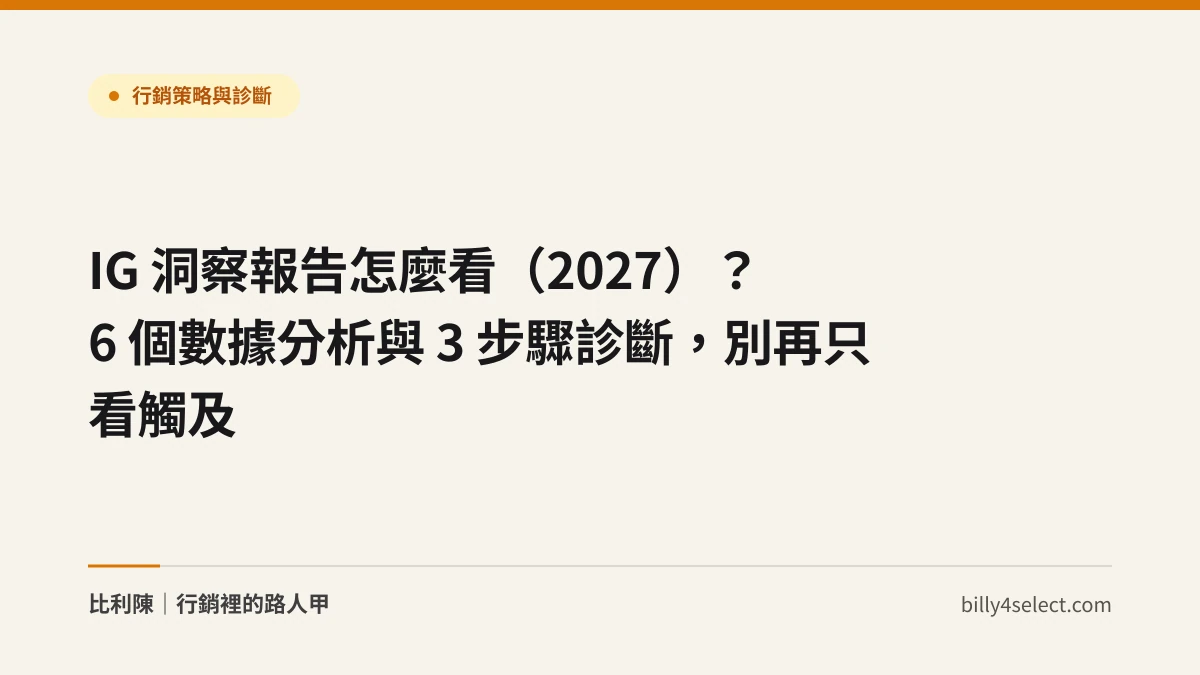 行銷策略與診斷
IG 洞察報告怎麼看（2027）？
6 個數據分析與 3 步驟診斷，別再只
看觸及
比利陳｜行銷裡的路人甲
billy4select.com